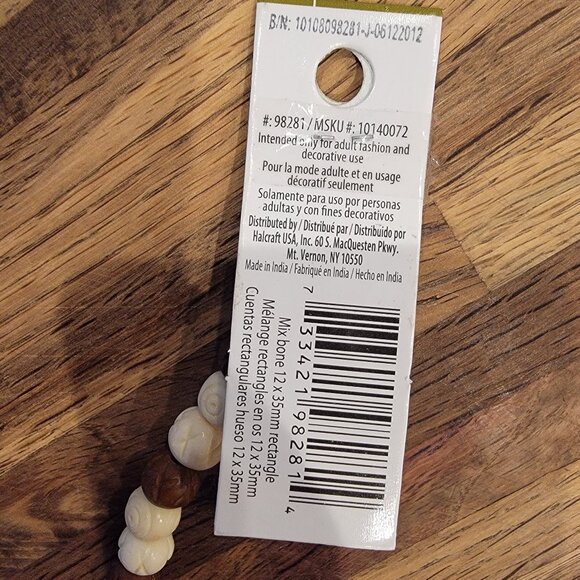 B/N: 10108098281-J-06122012
#: 98281 / MSKU #: 10140072
Intended only for adult fashion and
decorative use
Pour la mode adulte et en usage
décoratif seulement
Solamente para uso por personas
adultas y con fines decorativos
Distributed by / Distribué par / Distribuido por
Halcraft USA, Inc. 60 S. MacQuesten Pkwy.
Mt. Vernon, NY 10550
Made in India / Fabriqué en India / Hecho en India
Mix bone 12 x 35mm rectangle
Mélange rectangles en os 12 x 35mm
Cuentas rectangulares hueso 12 x 35mm
7 33421 98281 4